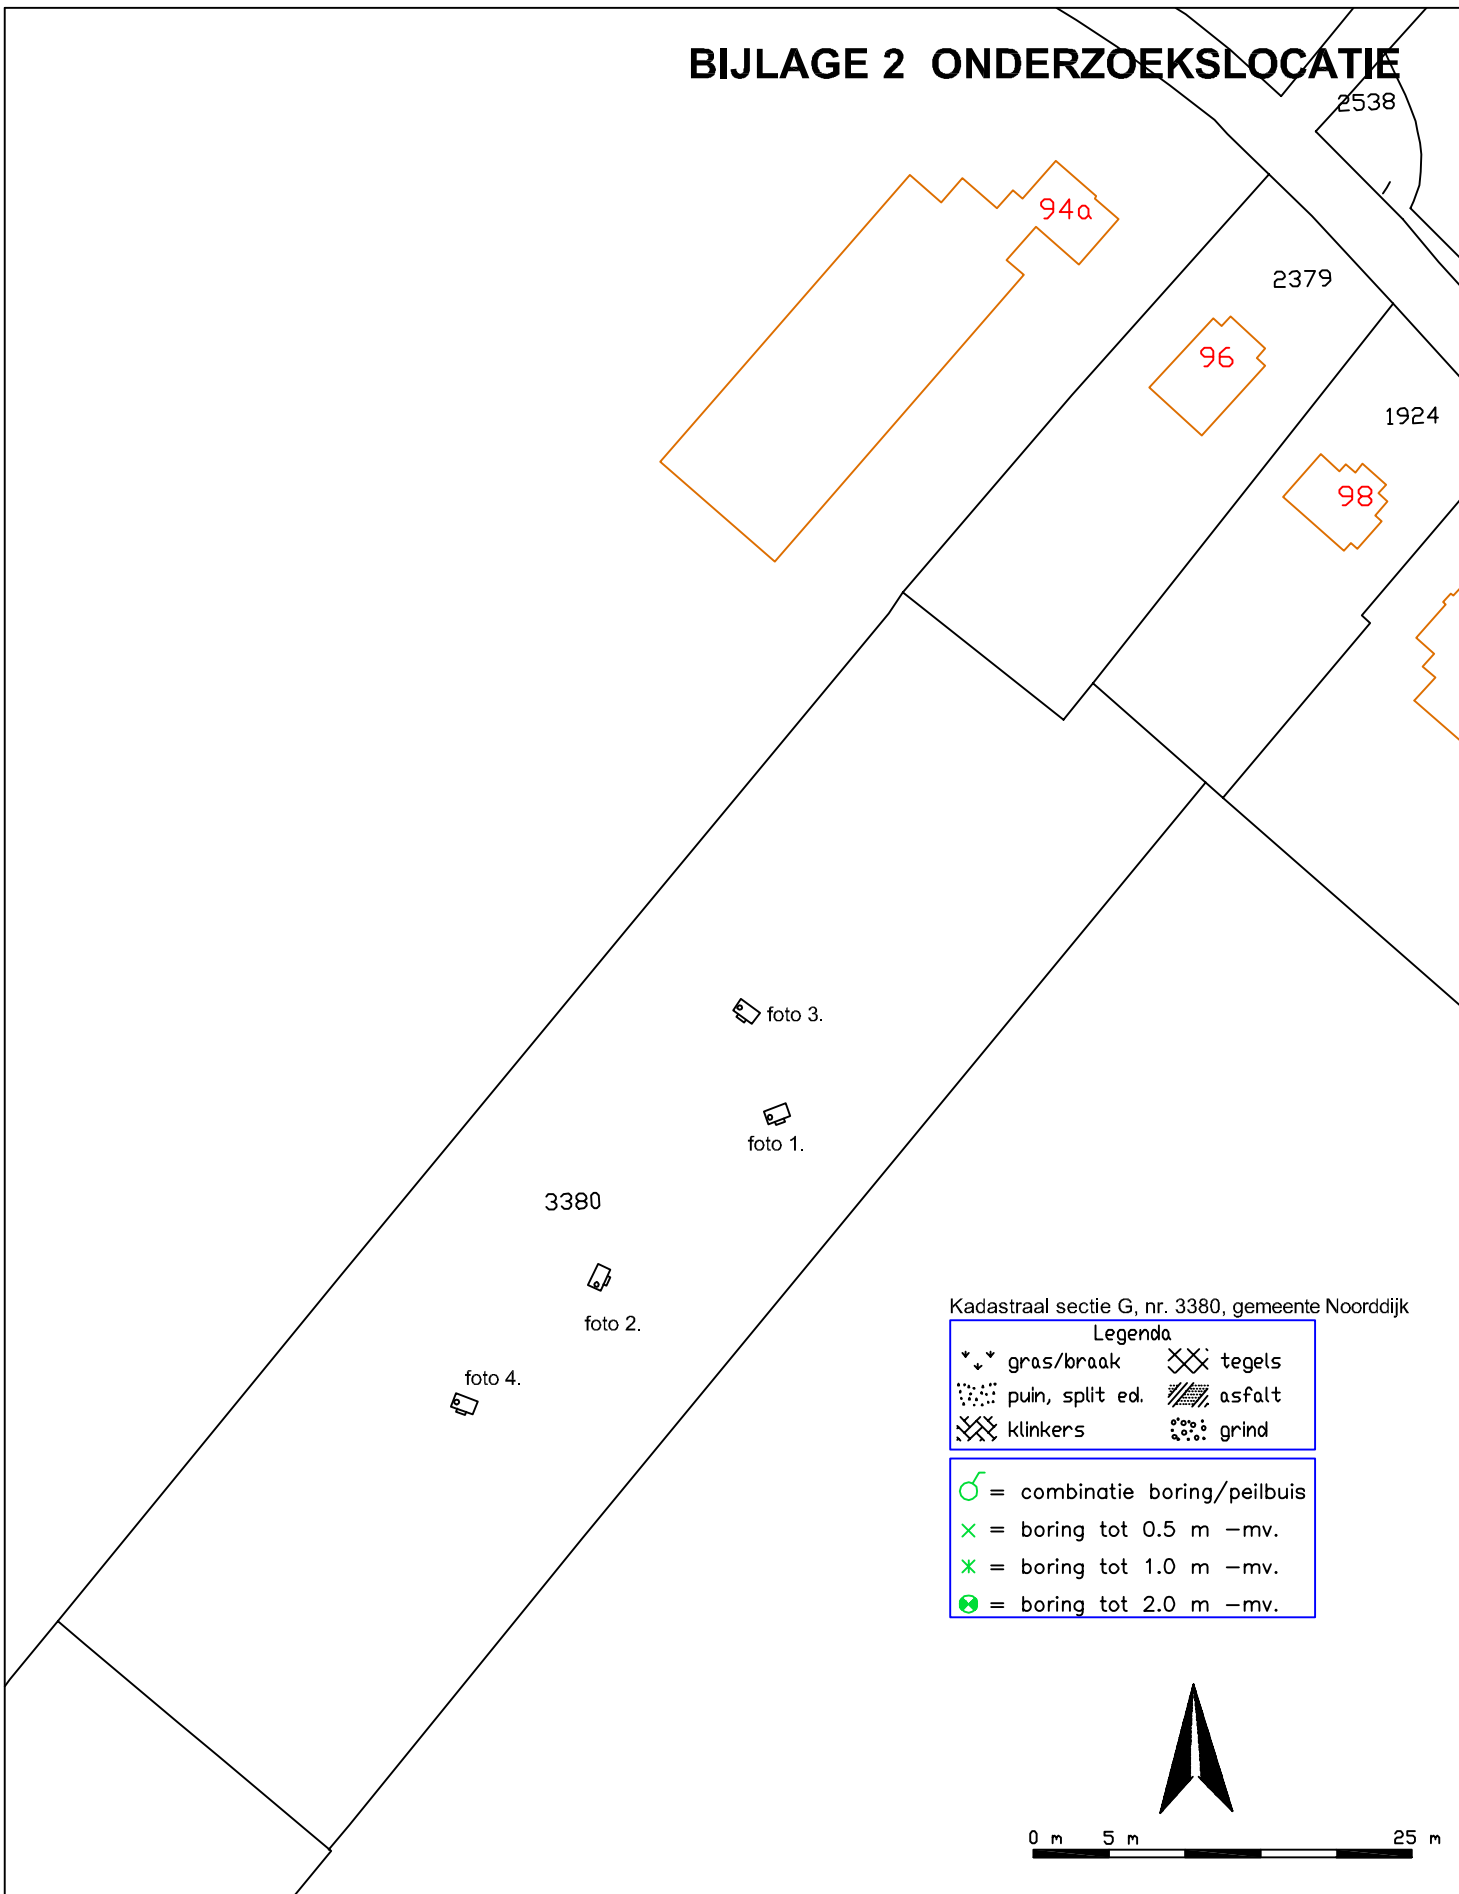 BIJLAGE 2 ONDERZOEKSLOCATIE
2538
94a
2379
96
1924
98
foto 3.
foto 1.
3380
foto 2.
foto 4.
Kadastraal sectie G, nr. 3380, gemeente Noorddijk
Legenda
gras/braak tegels
puin, split ed. asfalt
klinkers grind
= combinatie boring/peilbuis
= boring tot 0.5 m -mv.
= boring tot 1.0 m -mv.
= boring tot 2.0 m -mv.
0 m 5 m 25 m